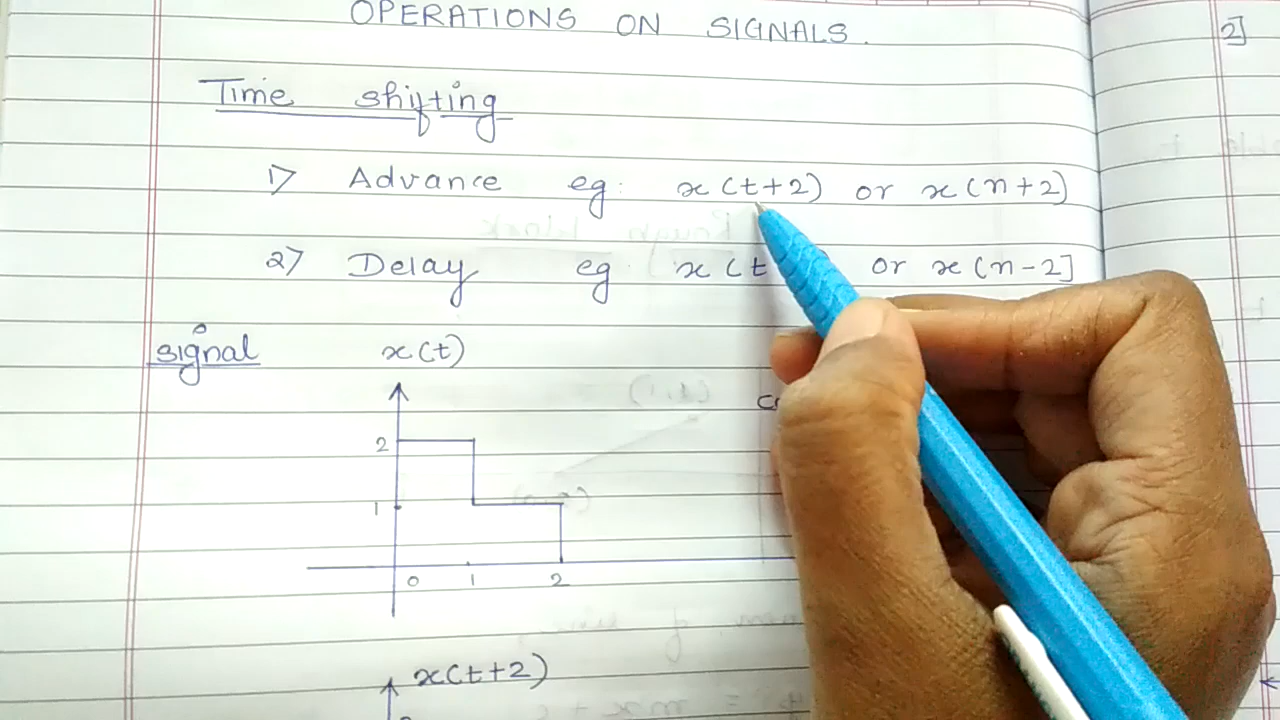 OPERATIONS ON SIGNALS.
2]
Time shifting
1) Advance eg: x(t+2) or x(n+2)
2) Delay eg: x(t or x(n-2]
signal x(t)
2
1
0 1 2
x(t+2)